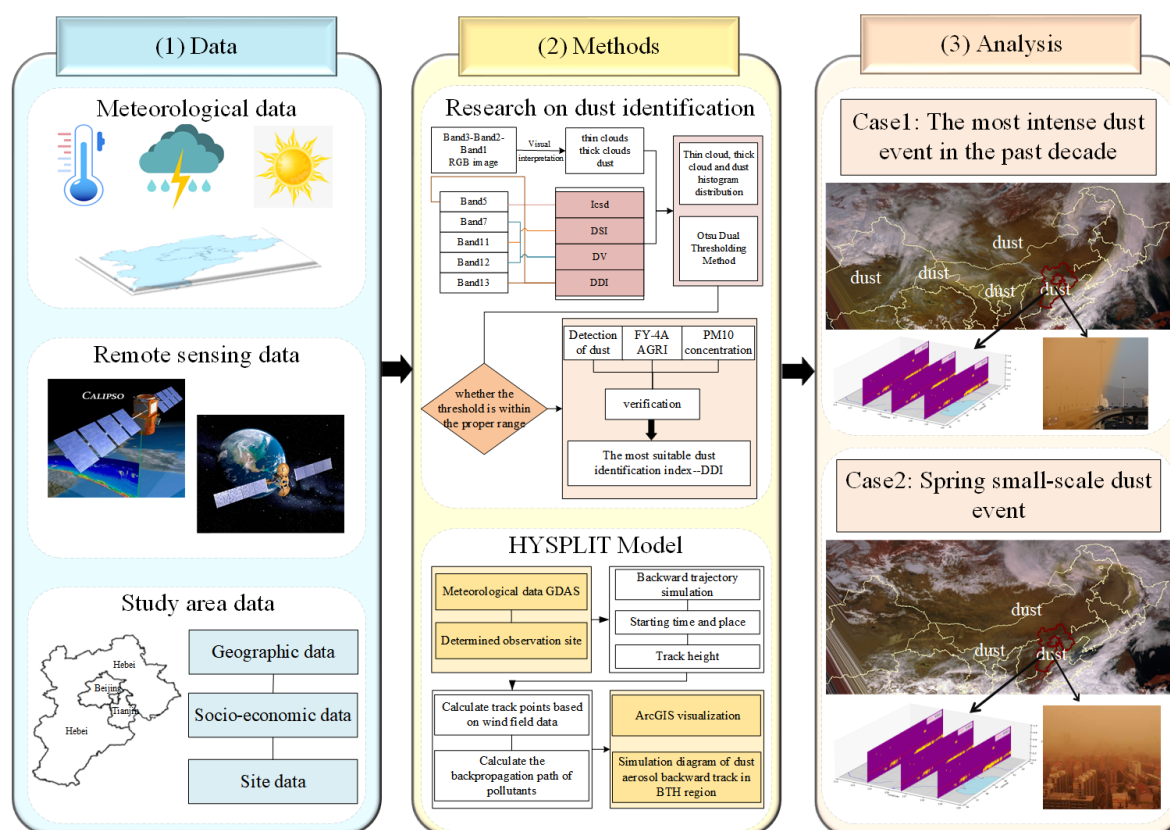 (1) Data
Meteorological data
Remote sensing data
CALIPSO
Study area data
Hebei
Beijing
Tianjin
Hebei
Geographic data
Socio-economic data
Site data
(2) Methods
Research on dust identification
Band3-Band2-
Band1
RGB image
Visual
interpretation
thin clouds
thick clouds
dust
Band5
Band7
Band11
Band12
Band13
Icsd
DSI
DV
DDI
Thin cloud, thick
cloud and dust
histogram
distribution
Otsu Dual
Thresholding
Method
whether the
threshold is within
the proper range
Detection
of dust
FY-4A
AGRI
PM10
concentration
verification
The most suitable dust
identification index--DDI
HYSPLIT Model
Meteorological data GDAS
Determined observation site
Backward trajectory
simulation
Starting time and place
Track height
Calculate track points based
on wind field data
Calculate the
backpropagation path of
pollutants
ArcGIS visualization
Simulation diagram of dust
aerosol backward track in
BTH region
(3) Analysis
Case1: The most intense dust
event in the past decade
dust
dust
dust
dust
dust
Case2: Spring small-scale dust
event
dust
dust
dust